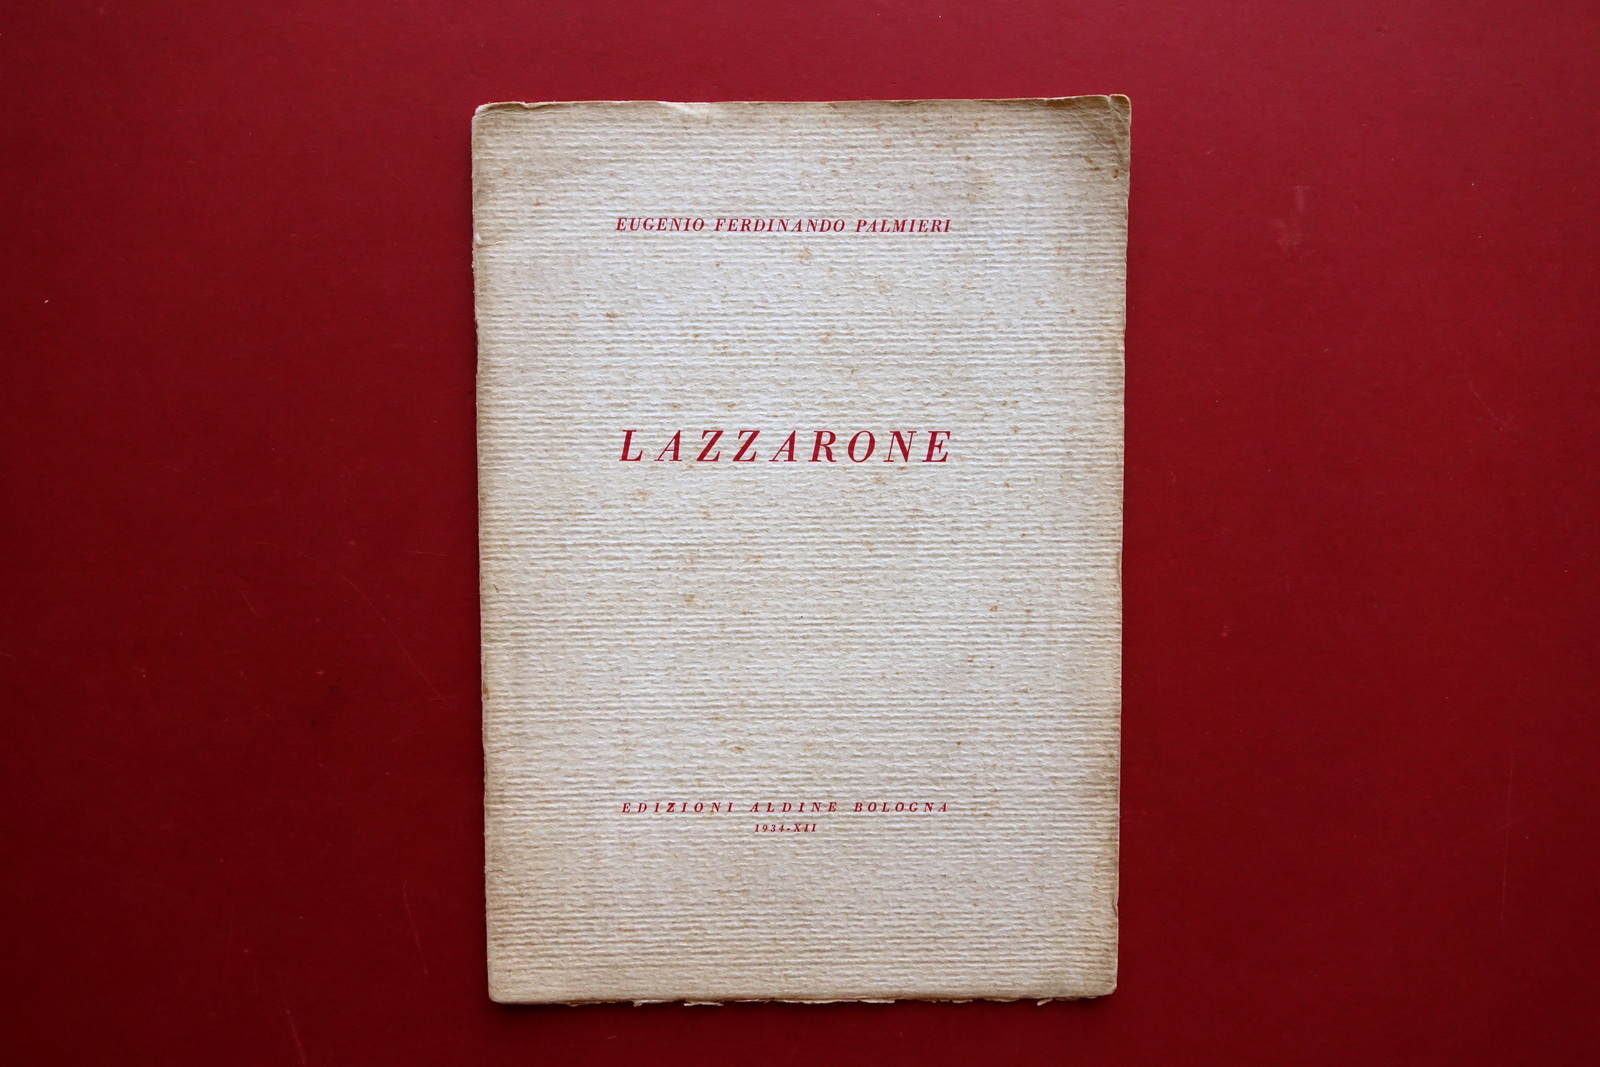 EUGENIO FERDINANDO PALMIERI
LAZZARONE
EDIZIONI ALDINE BOLOGNA
1934-XII